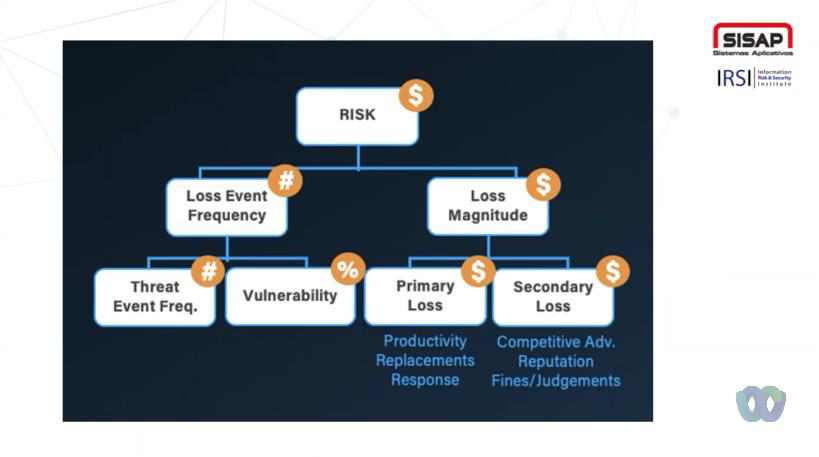 SISAP
Sistemas Aplicativos
IRSI Information
Risk & Security
Institute
RISK
$
Loss Event
Frequency
#
Loss
Magnitude
$
Threat
Event Freq.
#
Vulnerability
%
Primary
Loss
$
Secondary
Loss
$
Productivity
Replacements
Response
Competitive Adv.
Reputation
Fines/Judgements